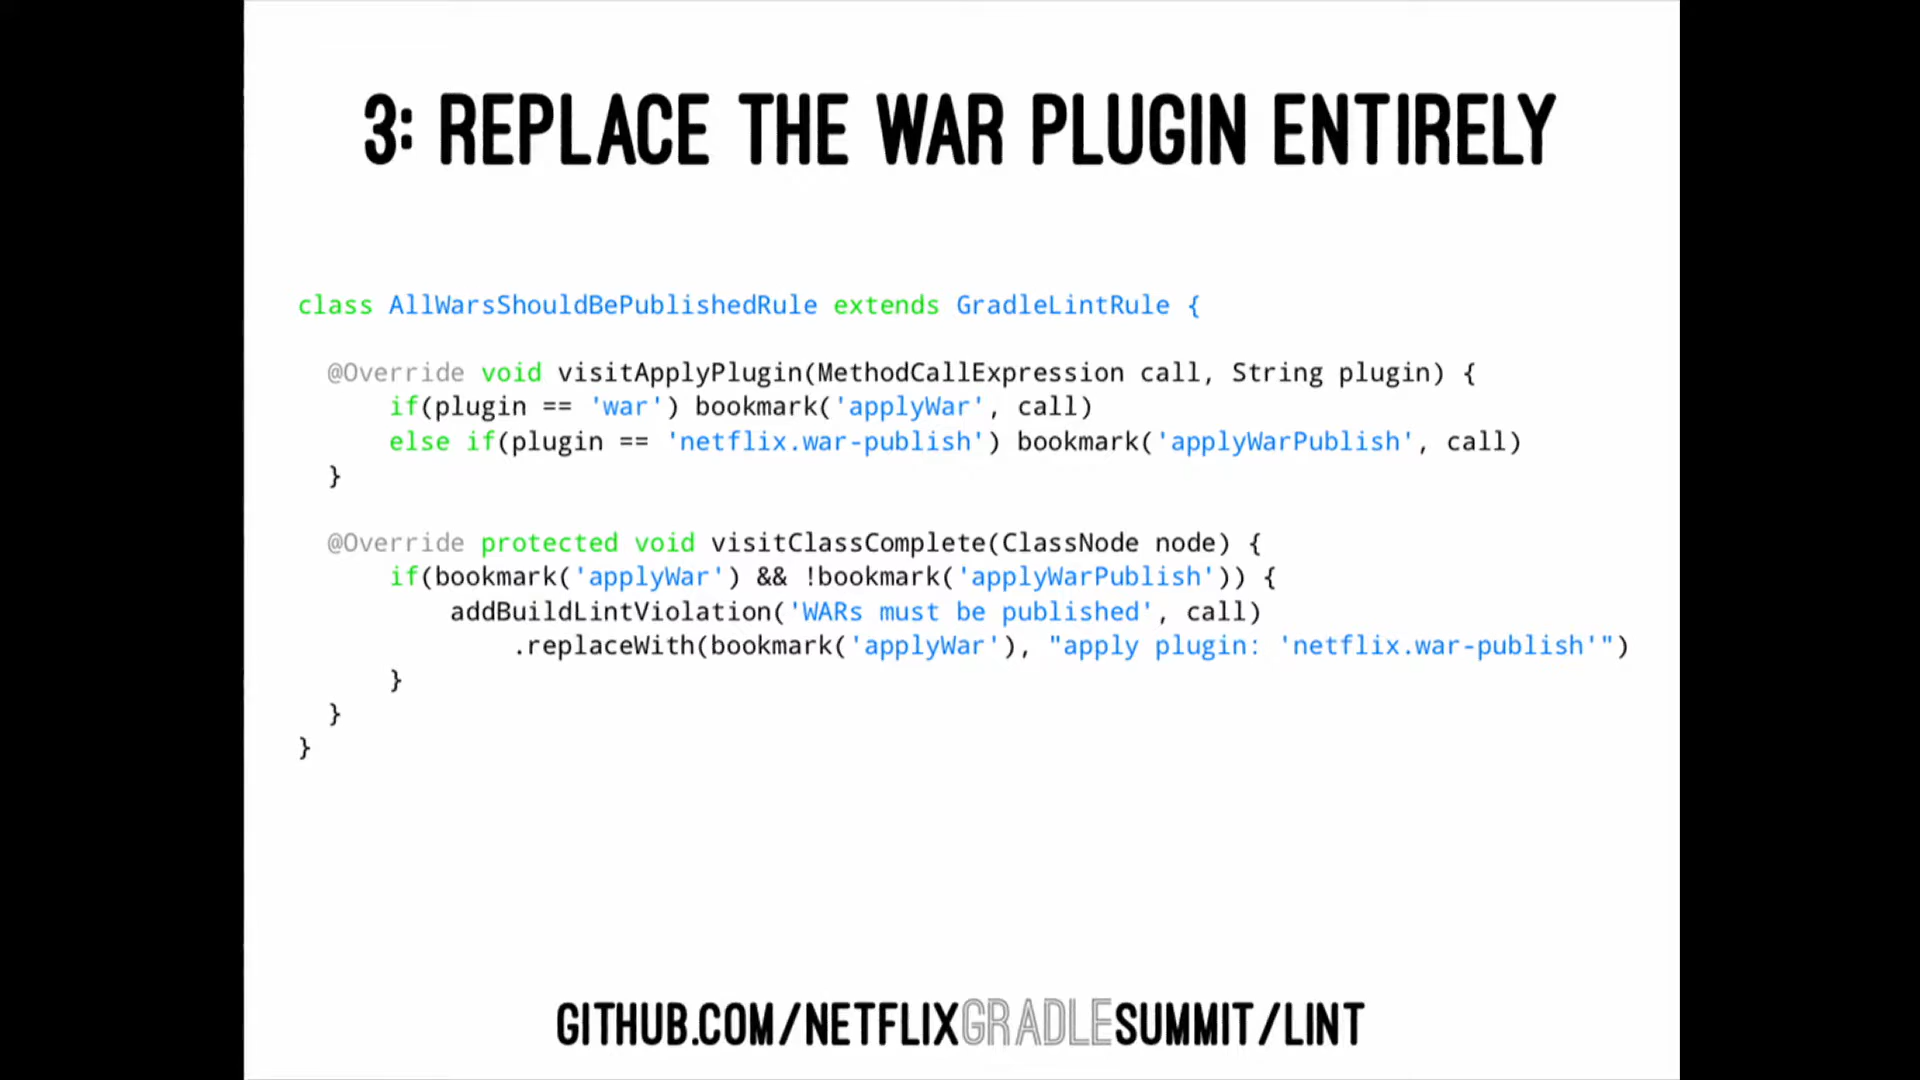 3: REPLACE THE WAR PLUGIN ENTIRELY
class AllWarsShouldBePublishedRule extends GradleLintRule {
@Override void visitApplyPlugin(MethodCallExpression call, String plugin) {
if(plugin == 'war') bookmark('applyWar', call)
else if(plugin == 'netflix.war-publish') bookmark('applyWarPublish', call)
}
@Override protected void visitClassComplete(ClassNode node) {
if(bookmark('applyWar') && !bookmark('applyWarPublish')) {
addBuildLintViolation('WARs must be published', call)
.replaceWith(bookmark('applyWar'), "apply plugin: 'netflix.war-publish'")
}
}
}
GITHUB.COM/NETFLIXGRADLESUMMIT/LINT